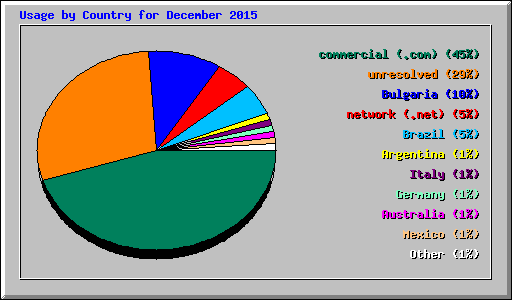 Usage by Country for December 2015
commercial (.com) (45%)
unresolved (29%)
Bulgaria (10%)
network (.net) (5%)
Brazil (5%)
Argentina (1%)
Italy (1%)
Germany (1%)
Australia (1%)
Mexico (1%)
Other (1%)